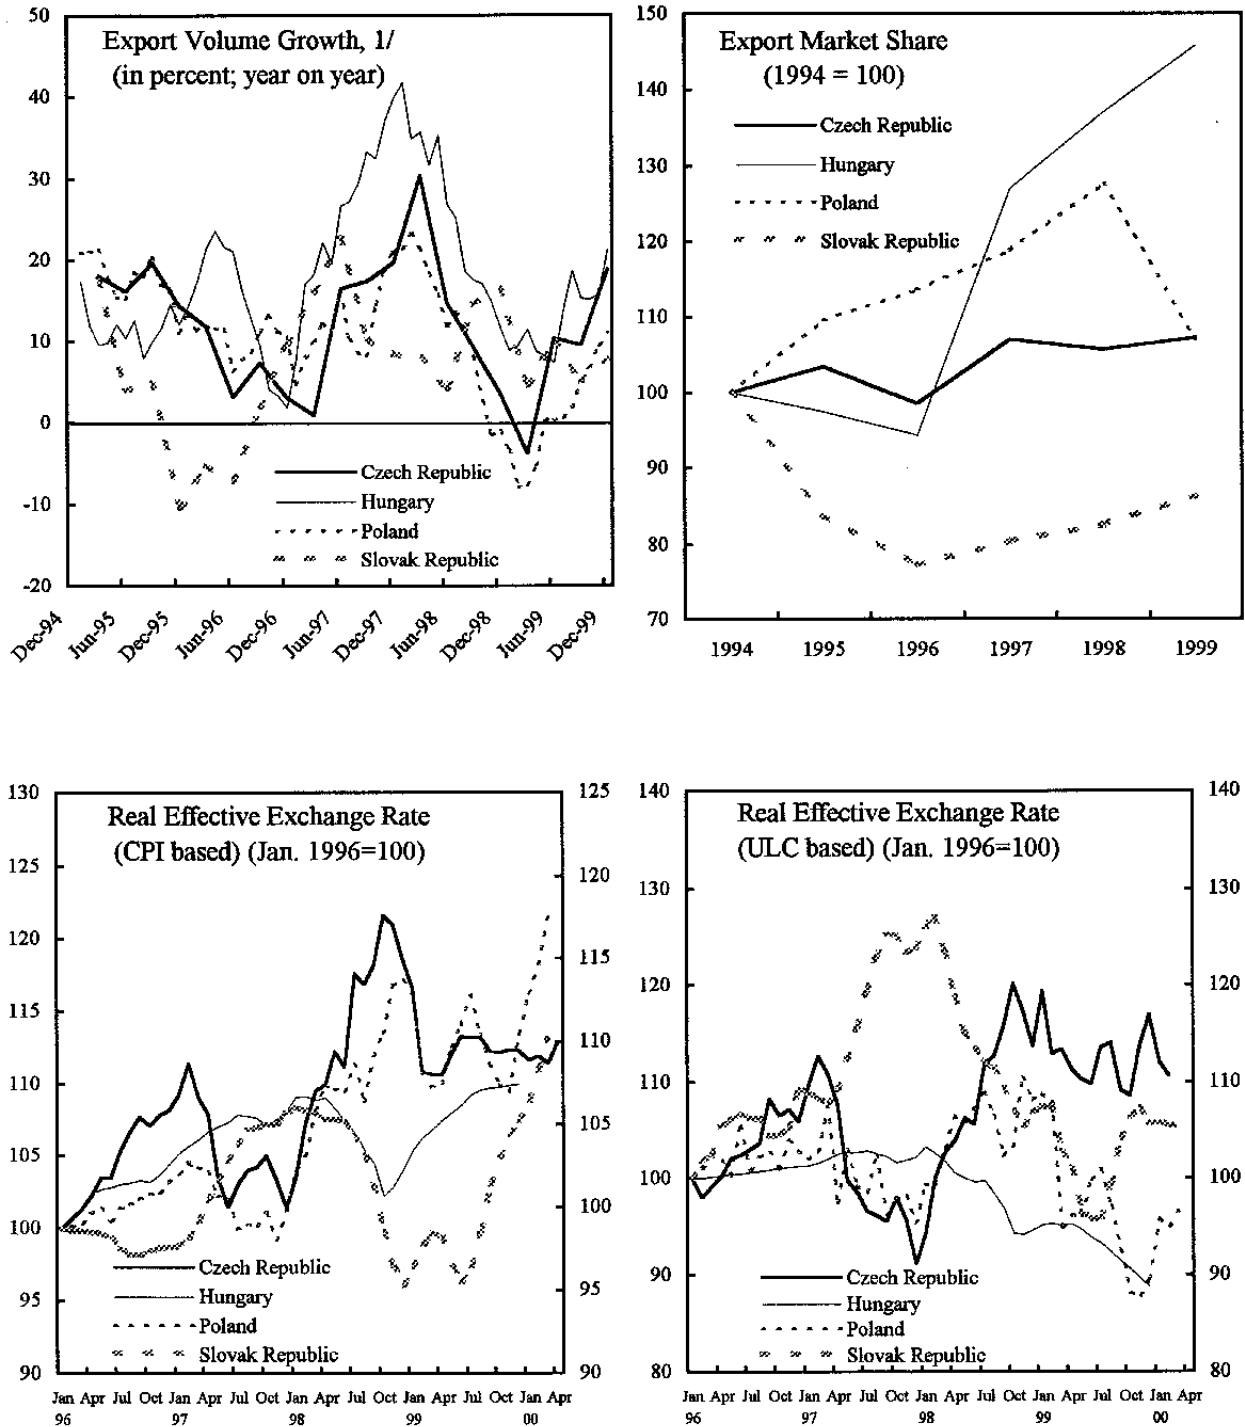 Export Volume Growth, 1/
(in percent; year on year)
50
40
30
20
10
0
-10
-20
Czech Republic
Hungary
Poland
Slovak Republic
Dec-94
Jun-95
Dec-95
Jun-96
Dec-96
Jun-97
Dec-97
Jun-98
Dec-98
Jun-99
Dec-99
Export Market Share
(1994 = 100)
150
140
130
120
110
100
90
80
70
Czech Republic
Hungary
Poland
Slovak Republic
1994 1995 1996 1997 1998 1999
Real Effective Exchange Rate
(CPI based) (Jan. 1996=100)
130
125
120
115
110
105
100
95
90
125
120
115
110
105
100
95
90
Czech Republic
Hungary
Poland
Slovak Republic
Jan Apr Jul Oct Jan Apr Jul Oct Jan Apr Jul Oct Jan Apr Jul Oct Jan Apr
96 97 98 99 00
Real Effective Exchange Rate
(ULC based) (Jan. 1996=100)
140
130
120
110
100
90
80
140
130
120
110
100
90
80
Czech Republic
Hungary
Poland
Slovak Republic
Jan Apr Jul Oct Jan Apr Jul Oct Jan Apr Jul Oct Jan Apr Jul Oct Jan Apr
96 97 98 99 00